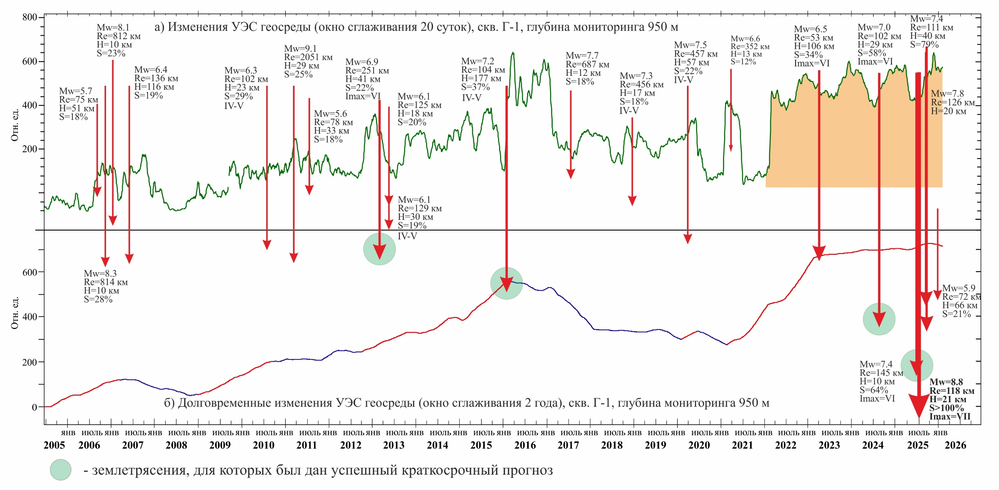 а) Изменения УЭС геосреды (окно сглаживания 20 суток), скв. Г-1, глубина мониторинга 950 м
800
600
400
200
Отн. ед.
Mw=5.7
Re=75 км
H=51 км
S=18%
Mw=8.1
Re=812 км
H=10 км
S=23%
Mw=6.4
Re=136 км
H=116 км
S=19%
Mw=6.3
Re=102 км
H=23 км
S=29%
IV-V
Mw=9.1
Re=2051 км
H=29 км
S=25%
Mw=5.6
Re=78 км
H=33 км
S=18%
Mw=6.9
Re=251 км
H=41 км
S=22%
Imax=VI
Mw=6.1
Re=125 км
H=18 км
S=20%
Mw=6.1
Re=129 км
H=30 км
S=19%
IV-V
Mw=7.2
Re=104 км
H=177 км
S=37%
IV-V
Mw=7.7
Re=687 км
H=12 км
S=18%
Mw=7.3
Re=456 км
H=17 км
S=18%
IV-V
Mw=7.5
Re=457 км
H=57 км
S=22%
IV-V
Mw=6.6
Re=352 км
H=13 км
S=12%
Mw=6.5
Re=53 км
H=106 км
S=34%
Imax=VI
Mw=7.0
Re=102 км
H=29 км
S=58%
Imax=VI
Mw=7.4
Re=111 км
H=40 км
S=79%
Mw=7.8
Re=126 км
H=20 км
Mw=8.3
Re=814 км
H=10 км
S=28%
Mw=5.9
Re=72 км
H=66 км
S=21%
Mw=7.4
Re=145 км
H=10 км
S=64%
Imax=VI
Mw=8.8
Re=118 км
H=21 км
S>100%
Imax=VII
600
400
200
0
Отн. ед.
б) Долговременные изменения УЭС геосреды (окно сглаживания 2 года), скв. Г-1, глубина мониторинга 950 м
янв июль янв июль янв июль янв июль янв июль янв июль янв июль янв июль янв июль янв июль янв июль янв июль янв июль янв июль янв июль янв июль янв июль янв июль янв июль янв июль янв
2005 2006 2007 2008 2009 2010 2011 2012 2013 2014 2015 2016 2017 2018 2019 2020 2021 2022 2023 2024 2025 2026
- землетрясения, для которых был дан успешный краткосрочный прогноз